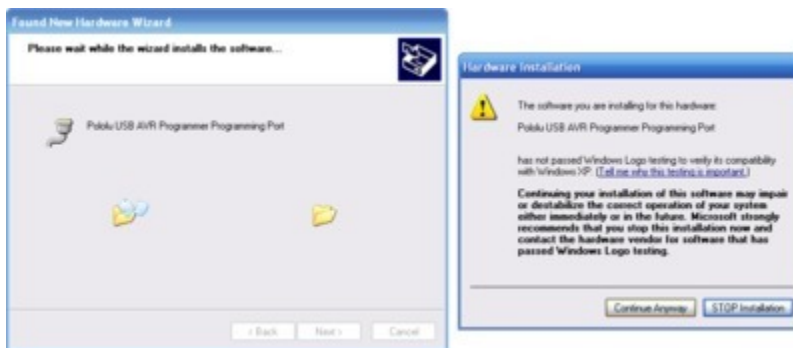 Found New Hardware Wizard
Please wait while the wizard installs the software...
Pololu USB AVR Programmer Programming Port
< Back
Next >
Cancel
Hardware Installation
The software you are installing for this hardware:
Pololu USB AVR Programmer Programming Port
has not passed Windows Logo testing to verify its compatibility
with Windows XP. (Tell me why this testing is important.)
Continuing your installation of this software may impair
or destabilize the correct operation of your system
either immediately or in the future. Microsoft strongly
recommends that you stop this installation now and
contact the hardware vendor for software that has
passed Windows Logo testing.
Continue Anyway
STOP Installation